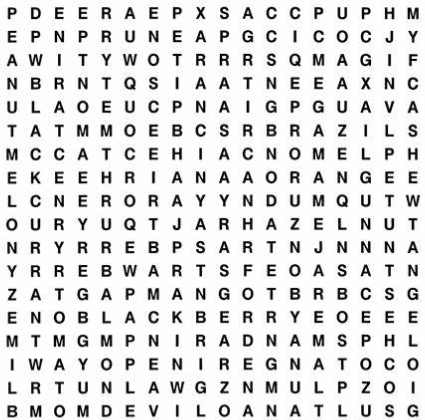 P D E E R A E P X S A C C P U P H M
E P N P R U N E A P G C I C O C J Y
A W I T Y W O T R R R S Q M A G I F
N B R N T Q S I A A T N E E A X N C
U L A O E U C P N A I G P G U A V A
T A T M M O E B C S R B R A Z I L S
M C C A T C E H I A C N O M E L P H
E K E E H R I A N A A O R A N G E E
L C N E R O R A Y Y N D U M Q U T W
O U R Y U Q T J A R H A Z E L N U T
N R Y R R E B P S A R T N J N N N A
Y R R E B W A R T S F E O A S A T N
Z A T G A P M A N G O T B R B C S G
E N O B L A C K B E R R Y E O E E E
M T M G M P N I R A D N A M S P H L
I W A Y O P E N I R E G N A T O C O
L R T U N L A W G Z N M U L P Z O I
B M O M D E V I L O A N A T L U S G